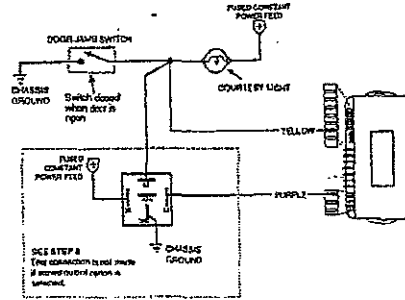 FUSED CONSTANT
POWER FEED
DOOR JAMB SWITCH
CHASSIS
GROUND
Switch closed
when door is
open
COURTESY LIGHT
YELLOW
FUSED
CONSTANT
POWER FEED
PURPLE
CHASSIS
GROUND
SEE STEP 8
This connection is not made
if
option is
selected.